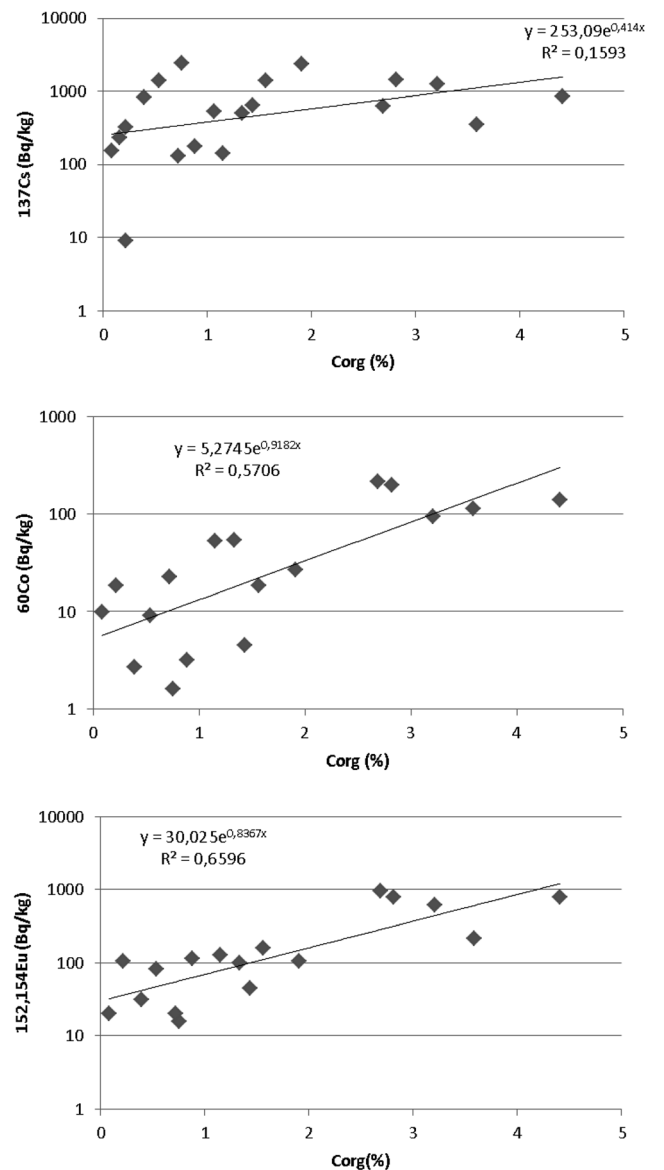 10000
y = 253,09e^0,414x
R² = 0,1593
1000
100
10
1
137Cs (Bq/kg)
0 1 2 3 4 5
Corg (%)
1000
y = 5,2745e^0,9182x
R² = 0,5706
100
10
1
60Co (Bq/kg)
0 1 2 3 4 5
Corg (%)
10000
y = 30,025e^0,8367x
R² = 0,6596
1000
100
10
1
152,154Eu (Bq/kg)
0 1 2 3 4 5
Corg(%)